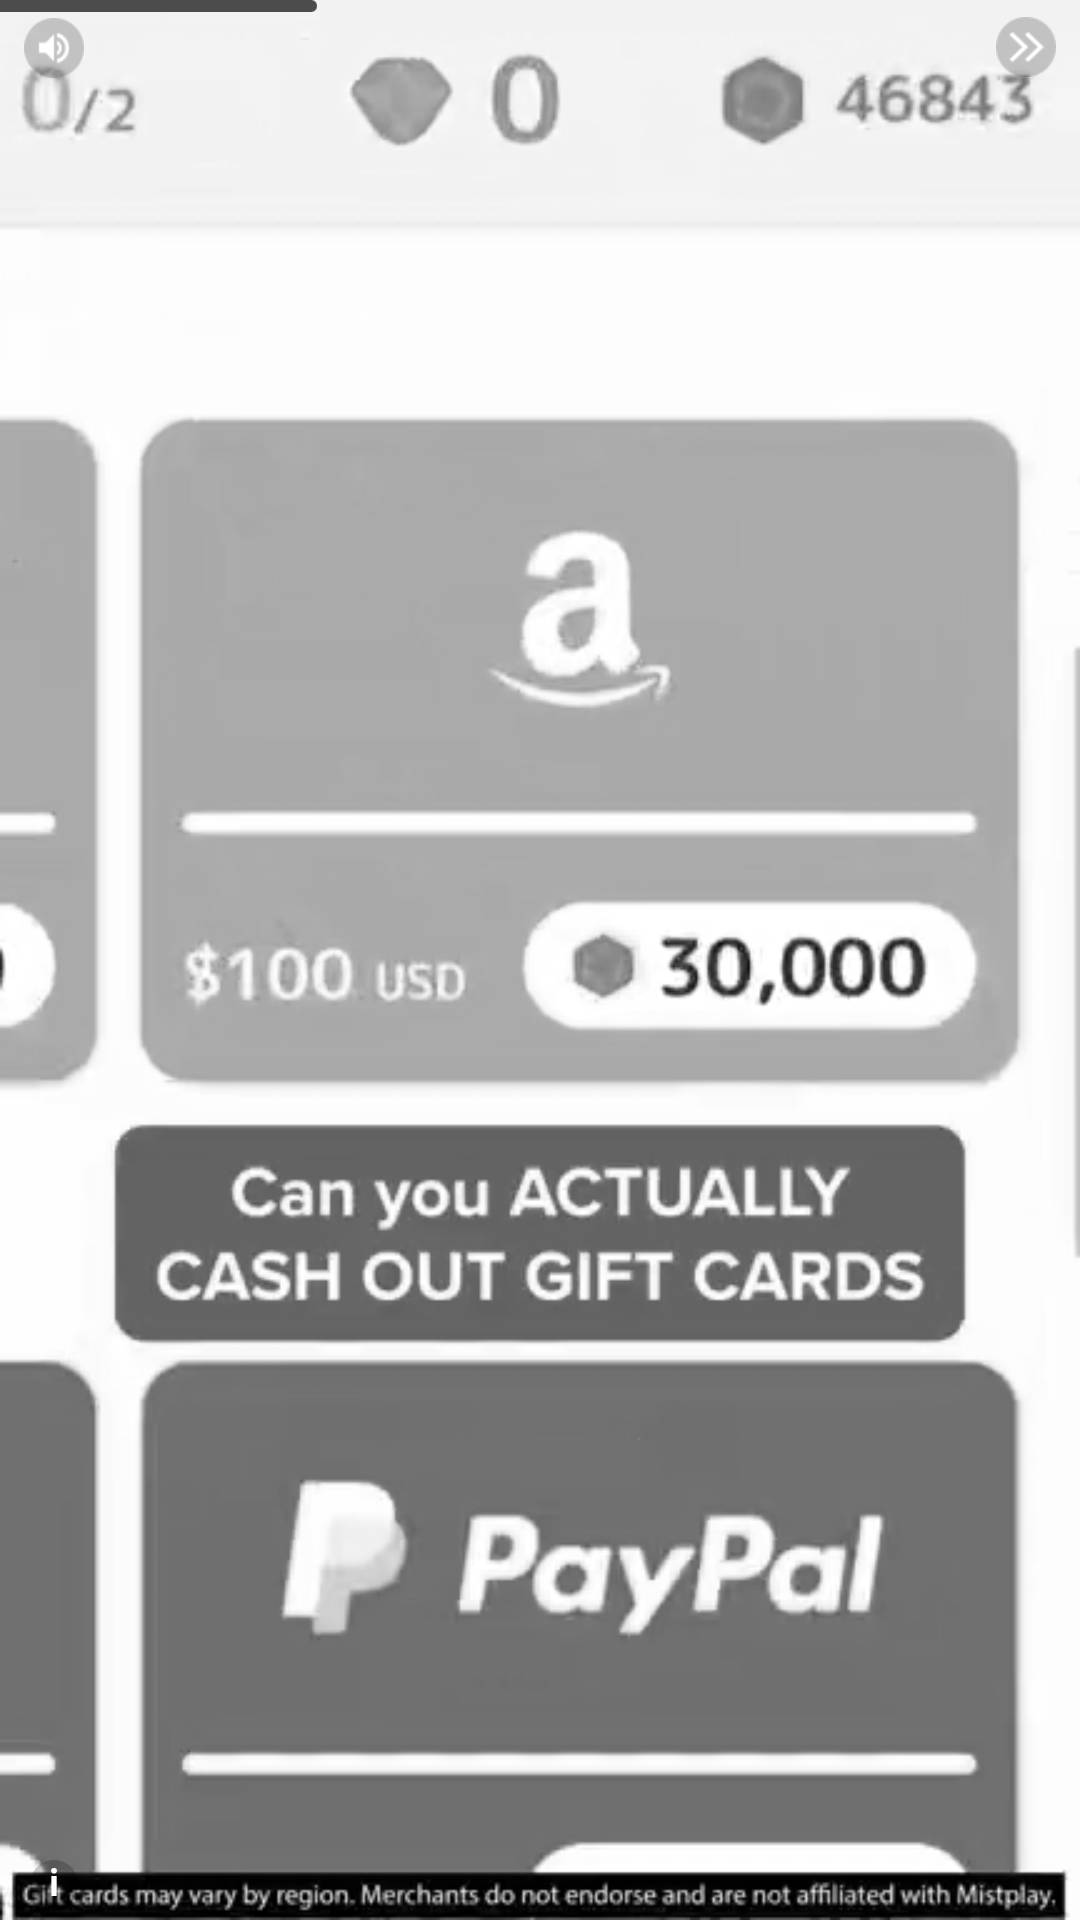 0/2
0
46843
a
$100 USD
30,000
Can you ACTUALLY
CASH OUT GIFT CARDS
PayPal
Gift cards may vary by region. Merchants do not endorse and are not affiliated with Mistplay.